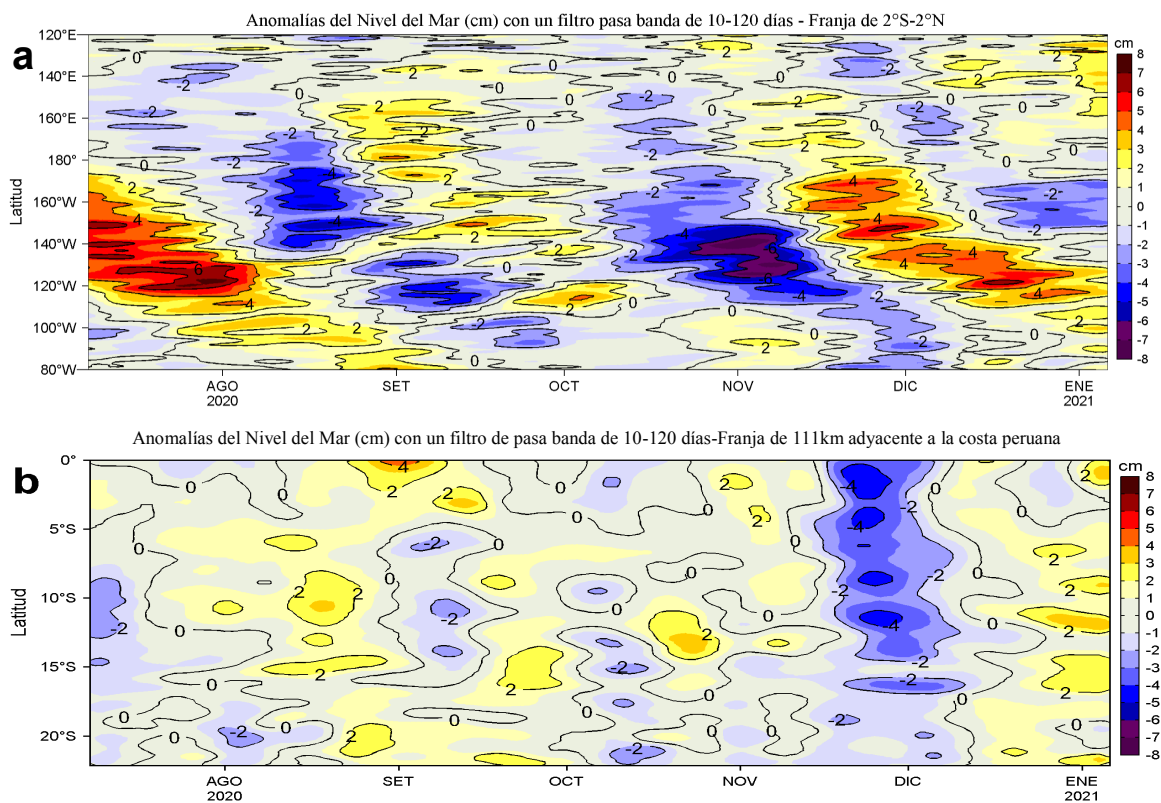 Anomalías del Nivel del Mar (cm) con un filtro pasa banda de 10-120 días - Franja de 2°S-2°N
a
Latitud
120°E
140°E
160°E
180°
160°W
140°W
120°W
100°W
80°W
AGO
2020
SET
OCT
NOV
DIC
ENE
2021
cm
8
7
6
5
4
3
2
1
0
-1
-2
-3
-4
-5
-6
-7
-8
Anomalías del Nivel del Mar (cm) con un filtro de pasa banda de 10-120 días-Franja de 111km adyacente a la costa peruana
b
Latitud
0°
5°S
10°S
15°S
20°S
AGO
2020
SET
OCT
NOV
DIC
ENE
2021
cm
8
7
6
5
4
3
2
1
0
-1
-2
-3
-4
-5
-6
-7
-8